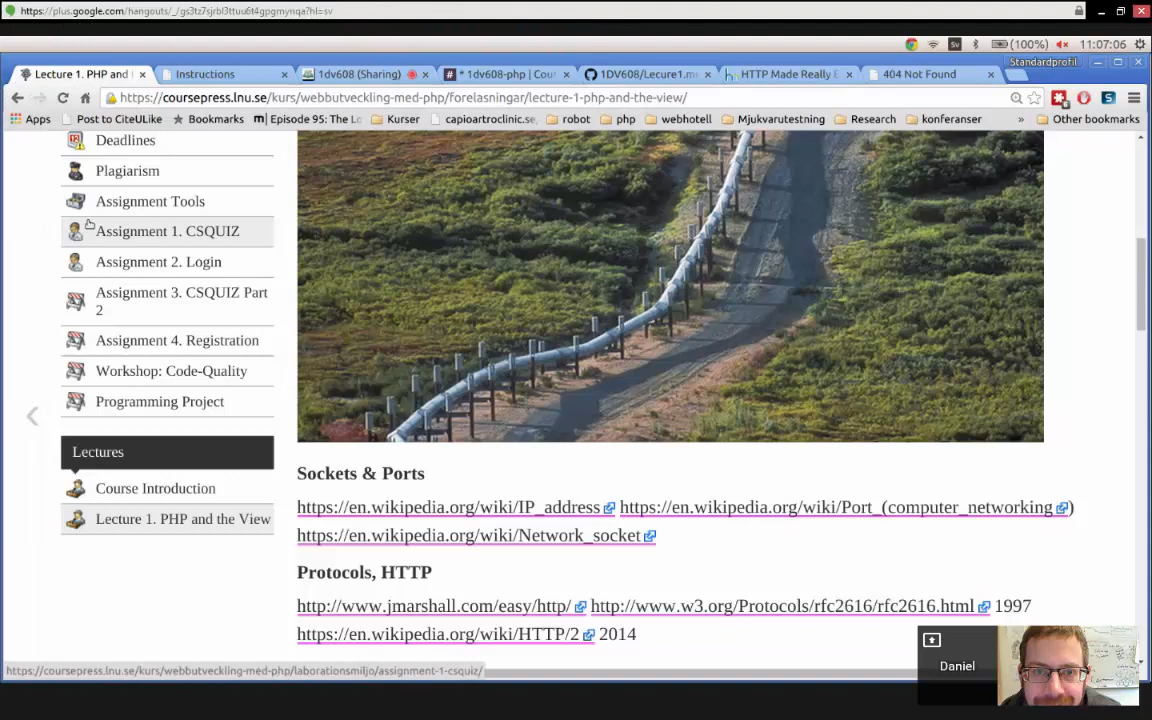 https://plus.google.com/hangouts/_/gs3tz7sjrbl3ttuu6t4gpgmynqa?hl=sv
Sv (100%) 11:07:06
Lecture 1. PHP and Instructions 1dv608 (Sharing) * 1dv608-php | Cou 1DV608/Lecure1.m HTTP Made Really E 404 Not Found Standardprofil
https://coursepress.lnu.se/kurs/webbutveckling-med-php/forelasningar/lecture-1-php-and-the-view/
Apps Post to CiteULike Bookmarks Episode 95: The Lo Kurser capioartroclinic.se, robot php webhotell Mjukvarutestning Research konferanser » Other bookmarks
Deadlines
Plagiarism
Assignment Tools
Assignment 1. CSQUIZ
Assignment 2. Login
Assignment 3. CSQUIZ Part
2
Assignment 4. Registration
Workshop: Code-Quality
Programming Project
Lectures
Course Introduction
Lecture 1. PHP and the View
Sockets & Ports
https://en.wikipedia.org/wiki/IP_address https://en.wikipedia.org/wiki/Port_(computer_networking)
https://en.wikipedia.org/wiki/Network_socket
Protocols, HTTP
http://www.jmarshall.com/easy/http/ http://www.w3.org/Protocols/rfc2616/rfc2616.html 1997
https://en.wikipedia.org/wiki/HTTP/2 2014
Daniel
https://coursepress.lnu.se/kurs/webbutveckling-med-php/laborationsmiljo/assignment-1-csquiz/